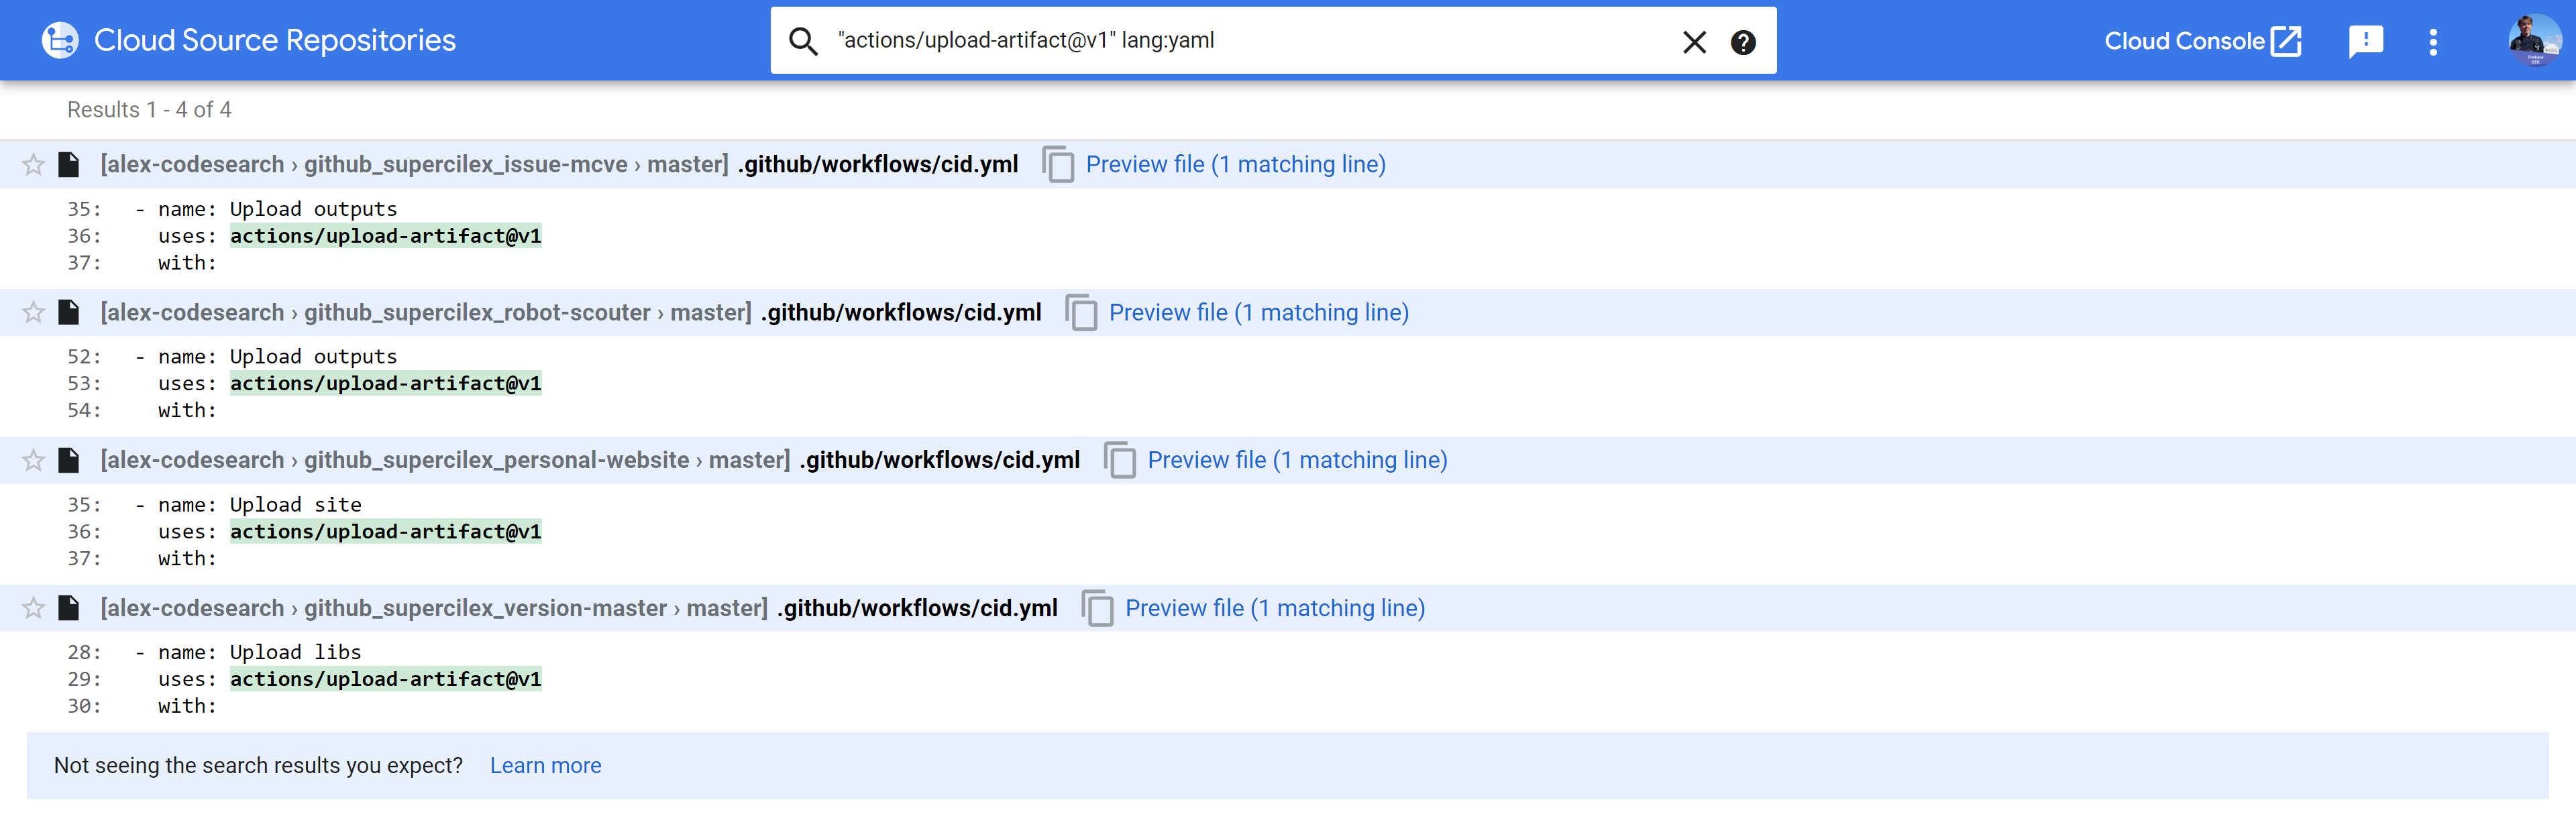 Cloud Source Repositories
"actions/upload-artifact@v1" lang:yaml
Cloud Console
Results 1 - 4 of 4
[alex-codesearch › github_supercilex_issue-mcve › master] .github/workflows/cid.yml Preview file (1 matching line)
35: - name: Upload outputs
36: uses: actions/upload-artifact@v1
37: with:
[alex-codesearch › github_supercilex_robot-scouter › master] .github/workflows/cid.yml Preview file (1 matching line)
52: - name: Upload outputs
53: uses: actions/upload-artifact@v1
54: with:
[alex-codesearch › github_supercilex_personal-website › master] .github/workflows/cid.yml Preview file (1 matching line)
35: - name: Upload site
36: uses: actions/upload-artifact@v1
37: with:
[alex-codesearch › github_supercilex_version-master › master] .github/workflows/cid.yml Preview file (1 matching line)
28: - name: Upload libs
29: uses: actions/upload-artifact@v1
30: with:
Not seeing the search results you expect? Learn more